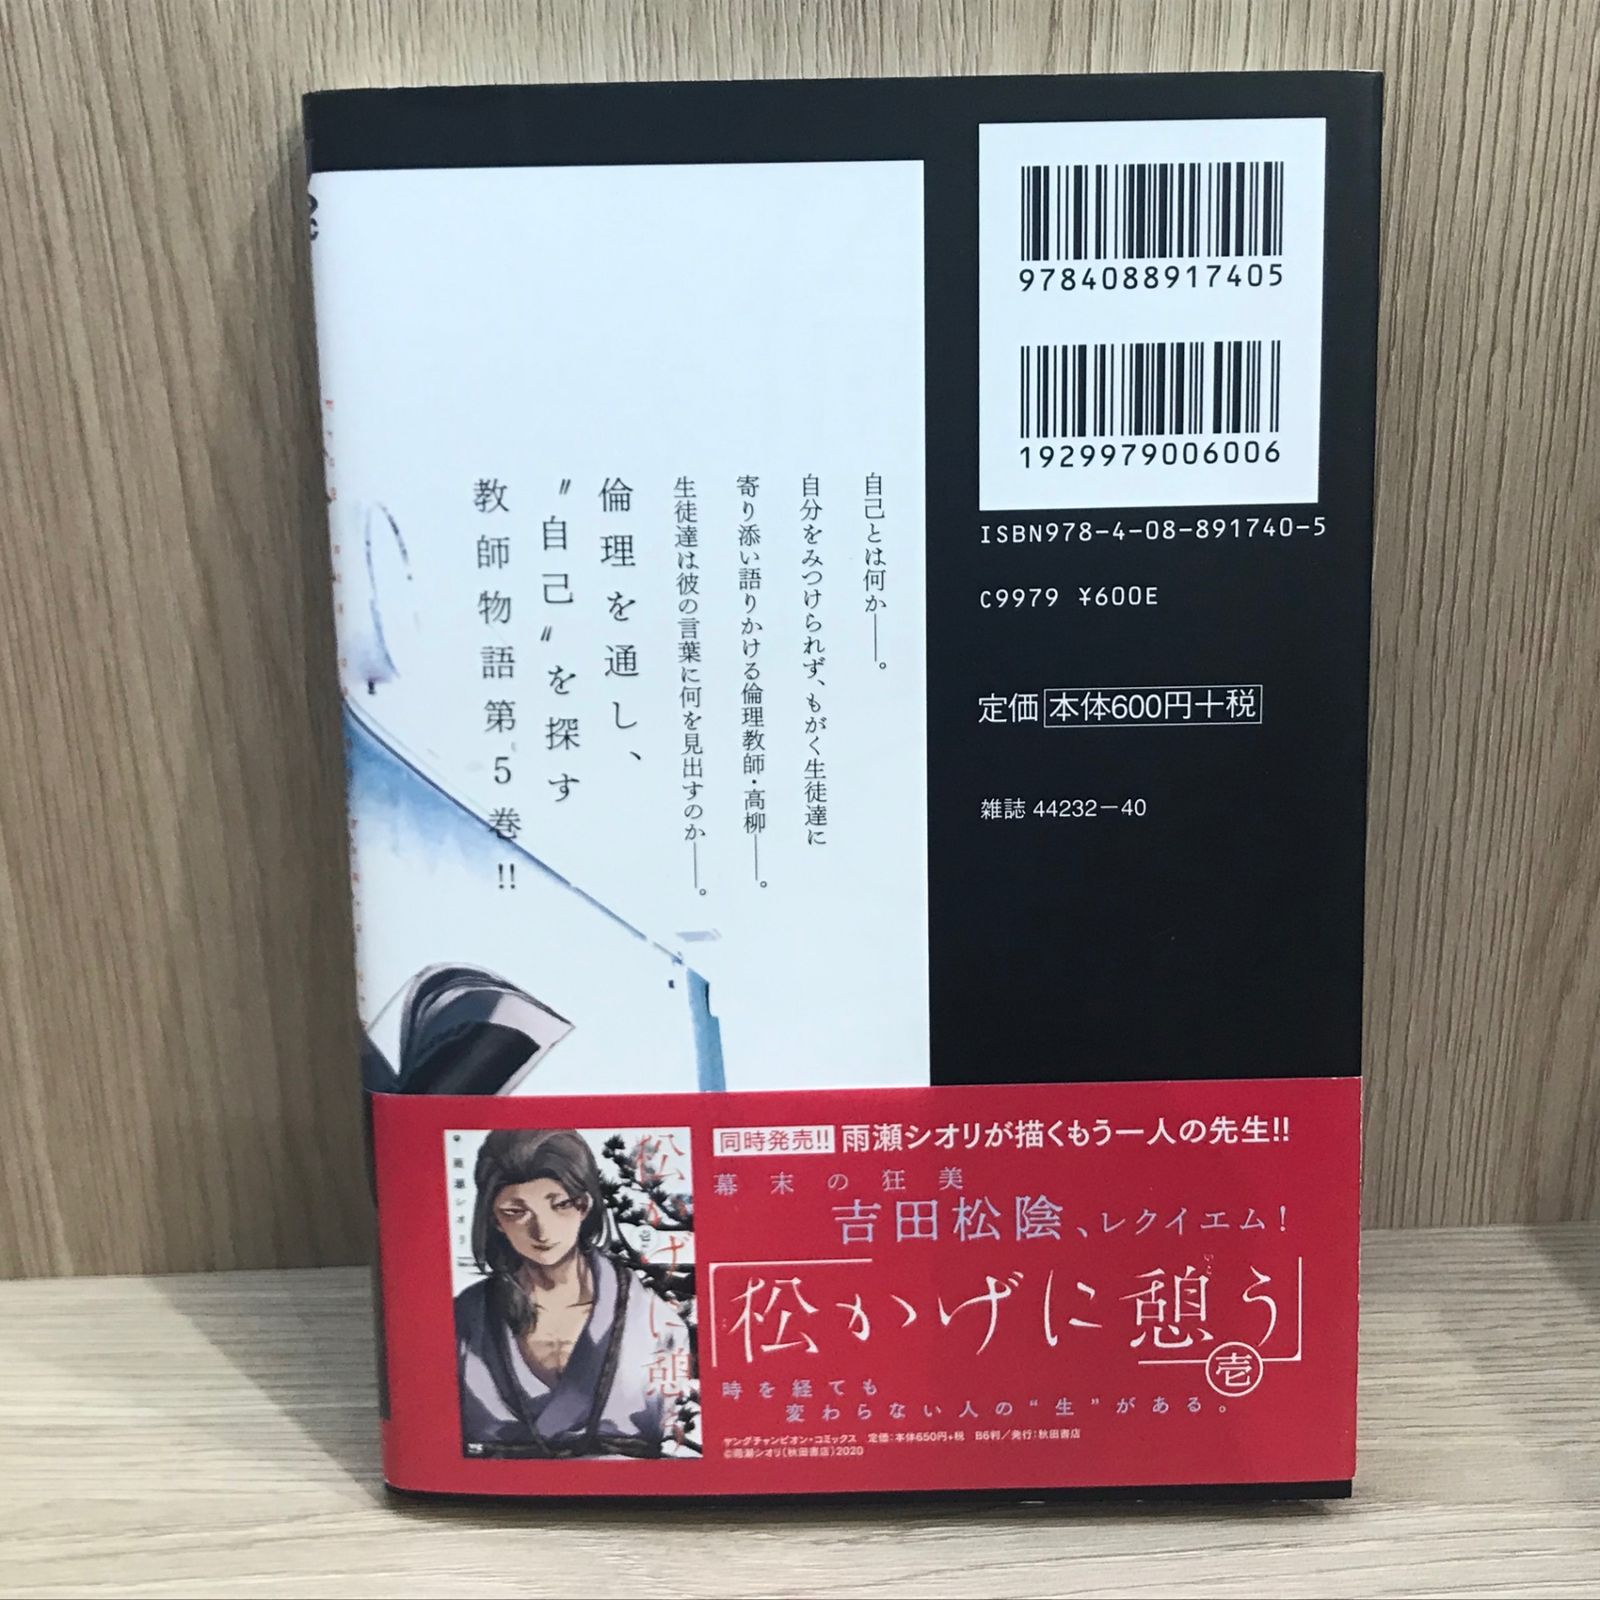 9784088917405
1929979006006
ISBN978-4-08-891740-5
C9979 ¥600E
定価 本体600円+税
雑誌 44232-40
自己とは何か――。
自分をみつけられず、もがく生徒達に
寄り添い語りかける倫理教師・高柳――。
生徒達は彼の言葉に何を見出すのか――。
倫理を通し、
〝自己〟を探す
教師物語第5巻!!
同時発売!! 雨瀬シオリが描くもう一人の先生!!
幕末の狂美
吉田松陰、レクイエム!
「松かげに憩う」
いこ
壱
時を経ても
変わらない人の“生”がある。
ヤングチャンピオン・コミックス 定価:本体650円+税 B6判/発行:秋田書店
©雨瀬シオリ(秋田書店)2020
松かげに憩う
壱
雨瀬シオリ